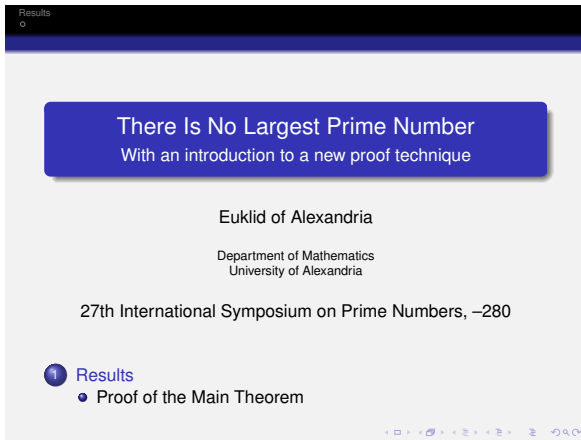 Results
There Is No Largest Prime Number
With an introduction to a new proof technique
Euklid of Alexandria
Department of Mathematics
University of Alexandria
27th International Symposium on Prime Numbers, –280
1 Results
Proof of the Main Theorem